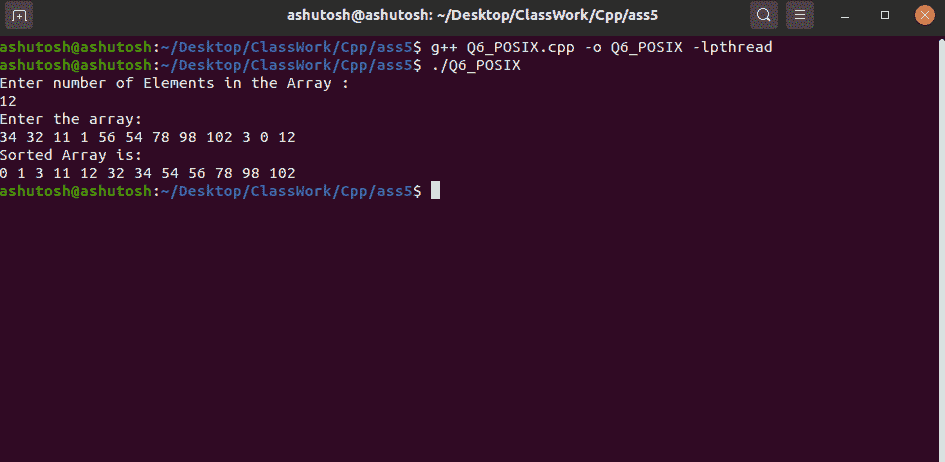 ashutosh@ashutosh: ~/Desktop/ClassWork/Cpp/ass5
ashutosh@ashutosh:~/Desktop/ClassWork/Cpp/ass5$ g++ Q6_POSIX.cpp -o Q6_POSIX -lpthread
ashutosh@ashutosh:~/Desktop/ClassWork/Cpp/ass5$ ./Q6_POSIX
Enter number of Elements in the Array :
12
Enter the array:
34 32 11 1 56 54 78 98 102 3 0 12
Sorted Array is:
0 1 3 11 12 32 34 54 56 78 98 102
ashutosh@ashutosh:~/Desktop/ClassWork/Cpp/ass5$